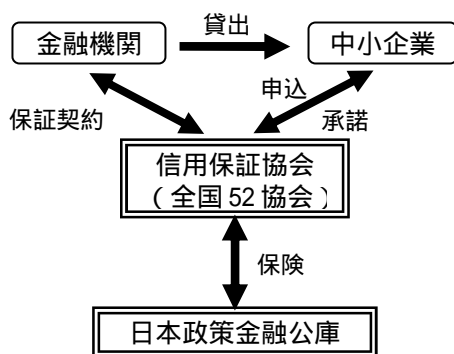 金融機関
貸出
中小企業
保証契約
申込
承諾
信用保証協会
（全国 52 協会）
保険
日本政策金融公庫